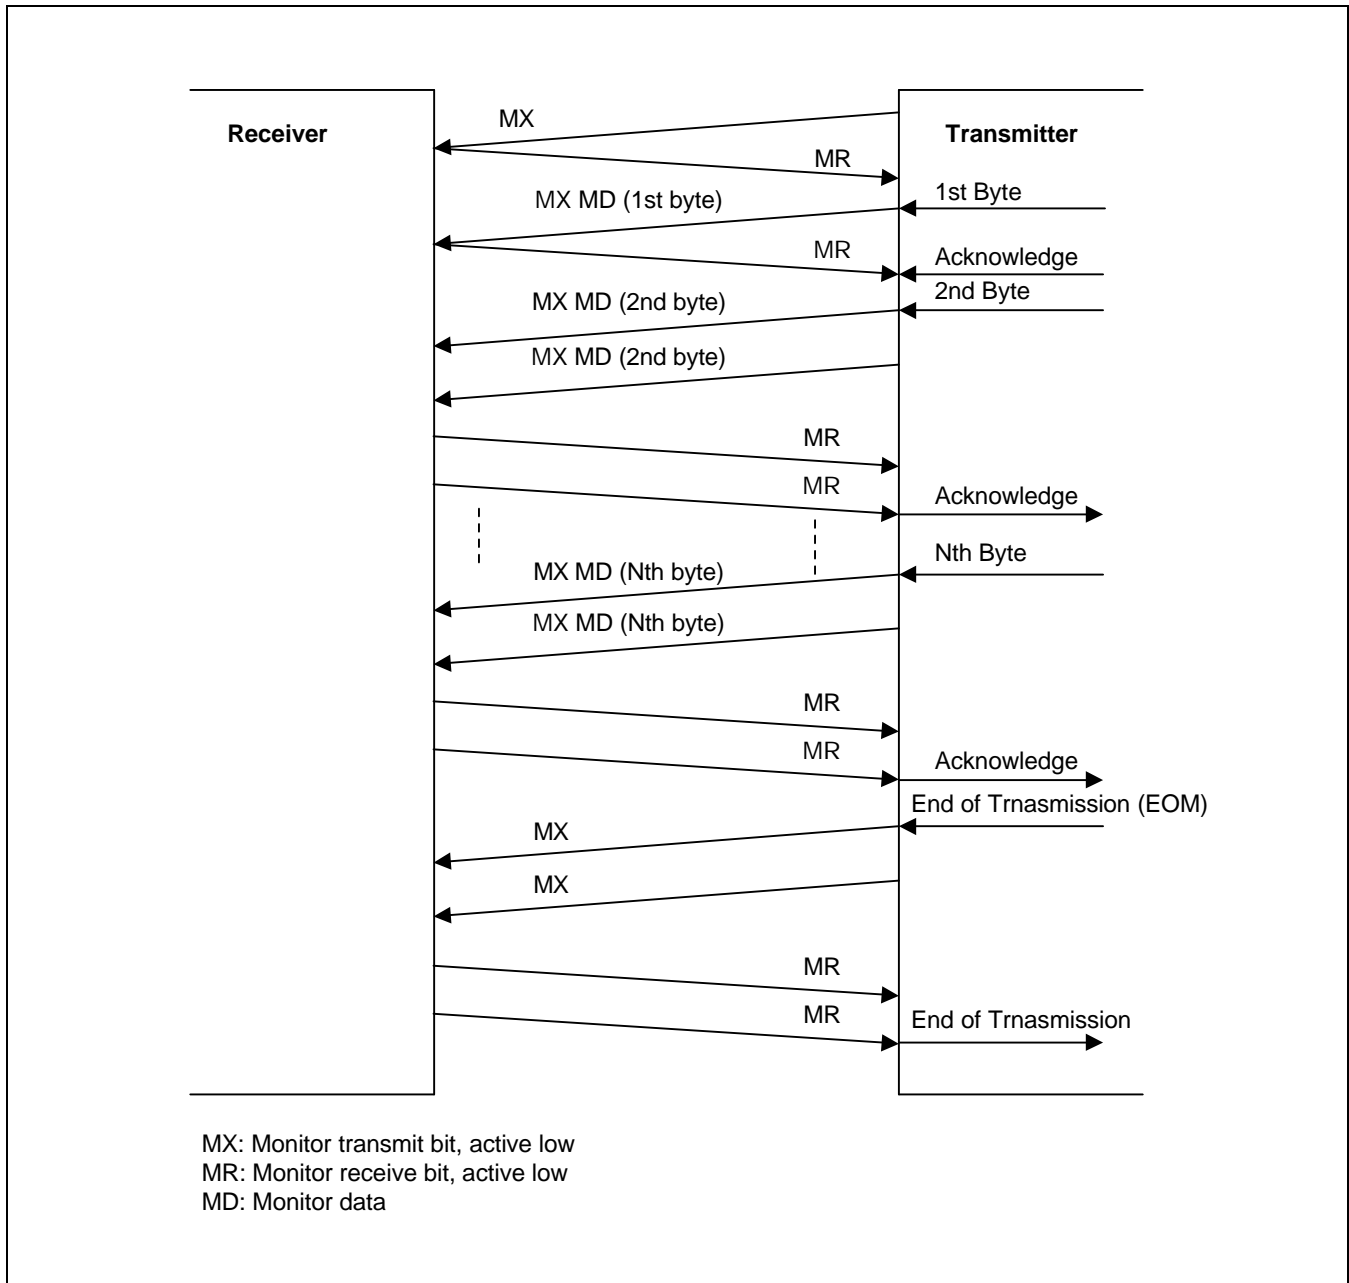 Receiver
Transmitter
MX
MR
1st Byte
MX MD (1st byte)
MR
Acknowledge
2nd Byte
MX MD (2nd byte)
MX MD (2nd byte)
MR
MR
Acknowledge
Nth Byte
MX MD (Nth byte)
MX MD (Nth byte)
MR
MR
Acknowledge
End of Trnasmission (EOM)
MX
MX
MR
MR
End of Trnasmission
MX: Monitor transmit bit, active low
MR: Monitor receive bit, active low
MD: Monitor data